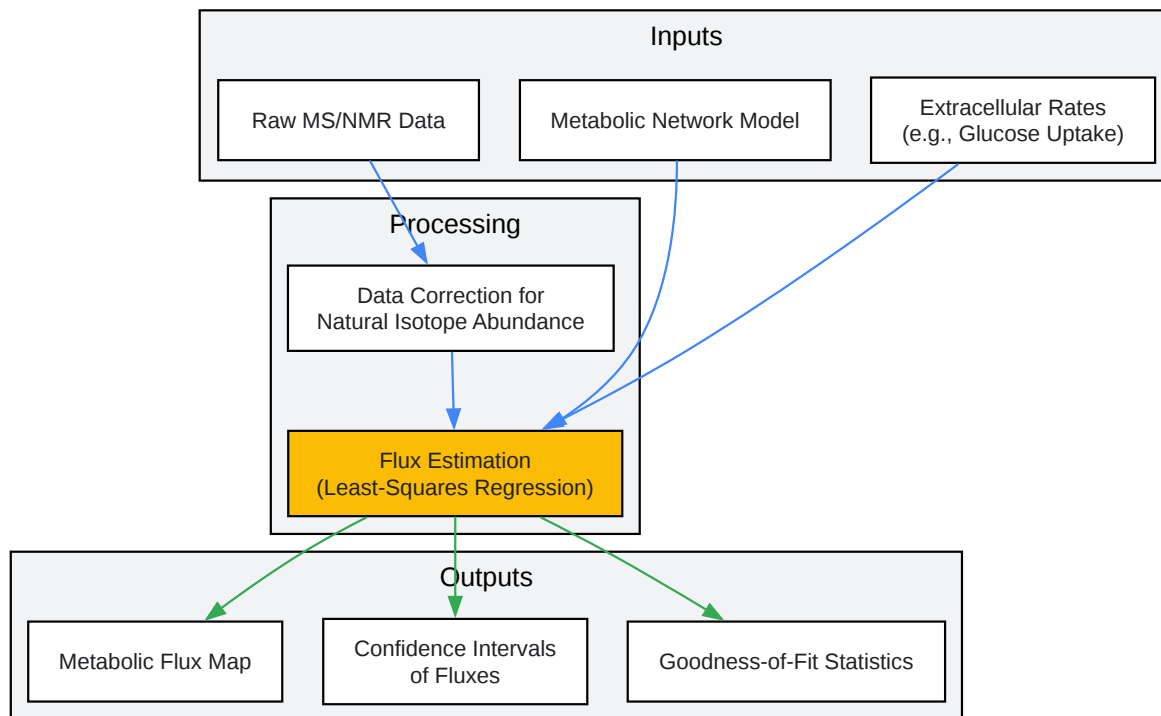 Inputs
Raw MS/NMR Data
Metabolic Network Model
Extracellular Rates
(e.g., Glucose Uptake)
Processing
Data Correction for
Natural Isotope Abundance
Flux Estimation
(Least-Squares Regression)
Outputs
Metabolic Flux Map
Confidence Intervals
of Fluxes
Goodness-of-Fit Statistics